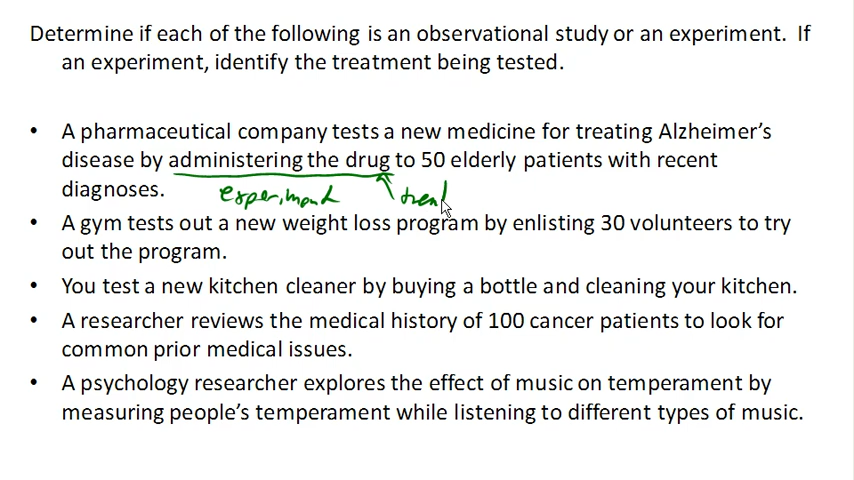 Determine if each of the following is an observational study or an experiment. If
an experiment, identify the treatment being tested.
• A pharmaceutical company tests a new medicine for treating Alzheimer's
disease by administering the drug to 50 elderly patients with recent
diagnoses. experiment treat
• A gym tests out a new weight loss program by enlisting 30 volunteers to try
out the program.
• You test a new kitchen cleaner by buying a bottle and cleaning your kitchen.
• A researcher reviews the medical history of 100 cancer patients to look for
common prior medical issues.
• A psychology researcher explores the effect of music on temperament by
measuring people's temperament while listening to different types of music.